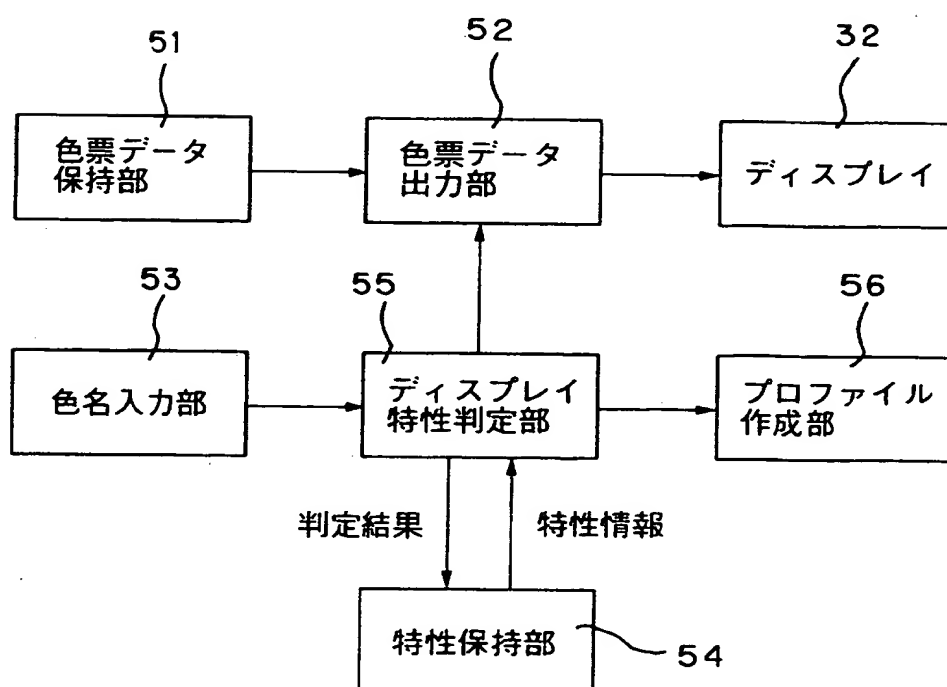 51
52
32
色票データ
保持部
色票データ
出力部
ディスプレイ
53
55
56
色名入力部
ディスプレイ
特性判定部
プロファイル
作成部
判定結果
特性情報
特性保持部
54